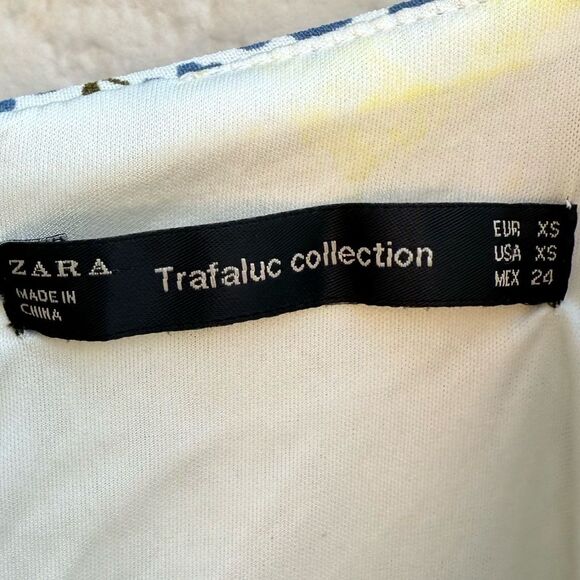 ZARA
MADE IN
CHINA
Trafaluc collection
EUR XS
USA XS
MEX 24